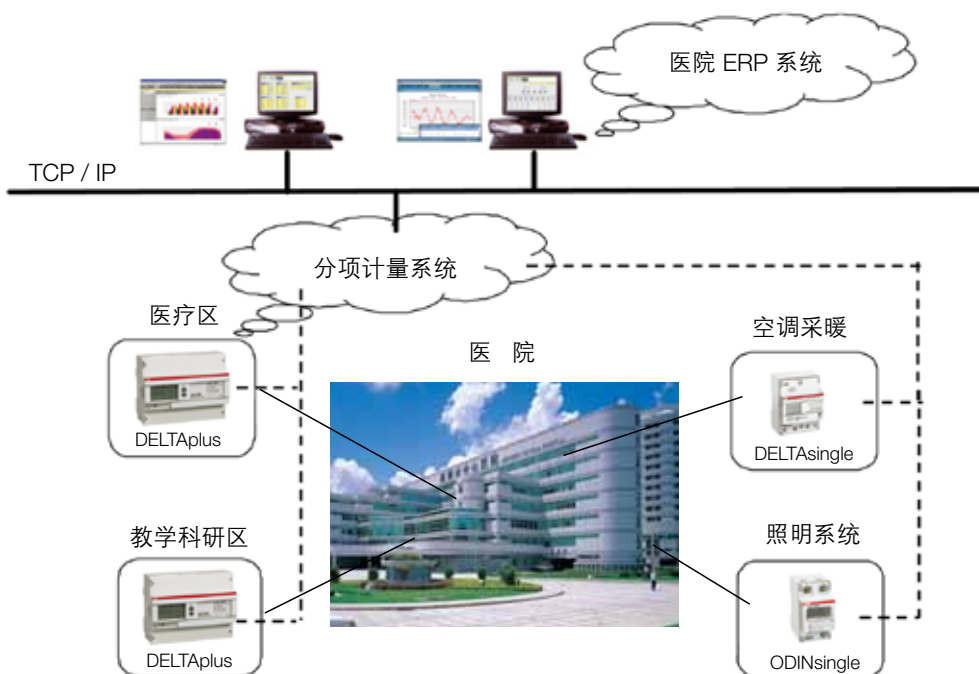 医院 ERP 系统
TCP / IP
分项计量系统
医疗区
DELTAplus
医 院
空调采暖
DELTAsingle
教学科研区
DELTAplus
照明系统
ODINsingle